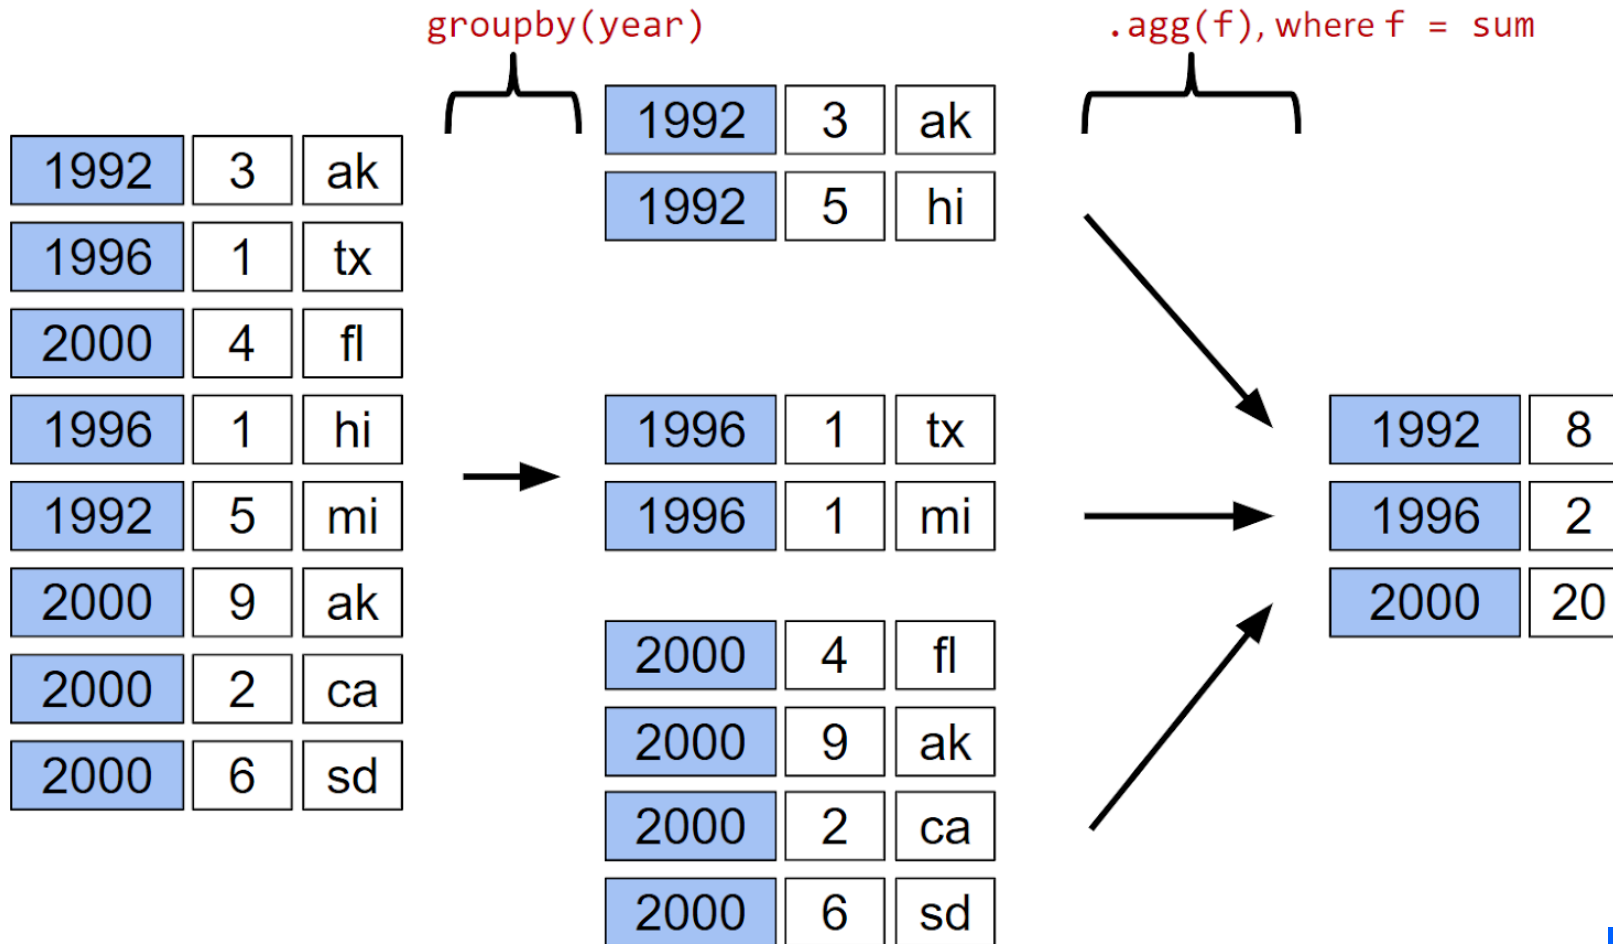 groupby(year)
.agg(f), where f = sum
1992 3 ak
1996 1 tx
2000 4 fl
1996 1 hi
1992 5 mi
2000 9 ak
2000 2 ca
2000 6 sd
1992 3 ak
1992 5 hi
1996 1 tx
1996 1 mi
2000 4 fl
2000 9 ak
2000 2 ca
2000 6 sd
1992 8
1996 2
2000 20